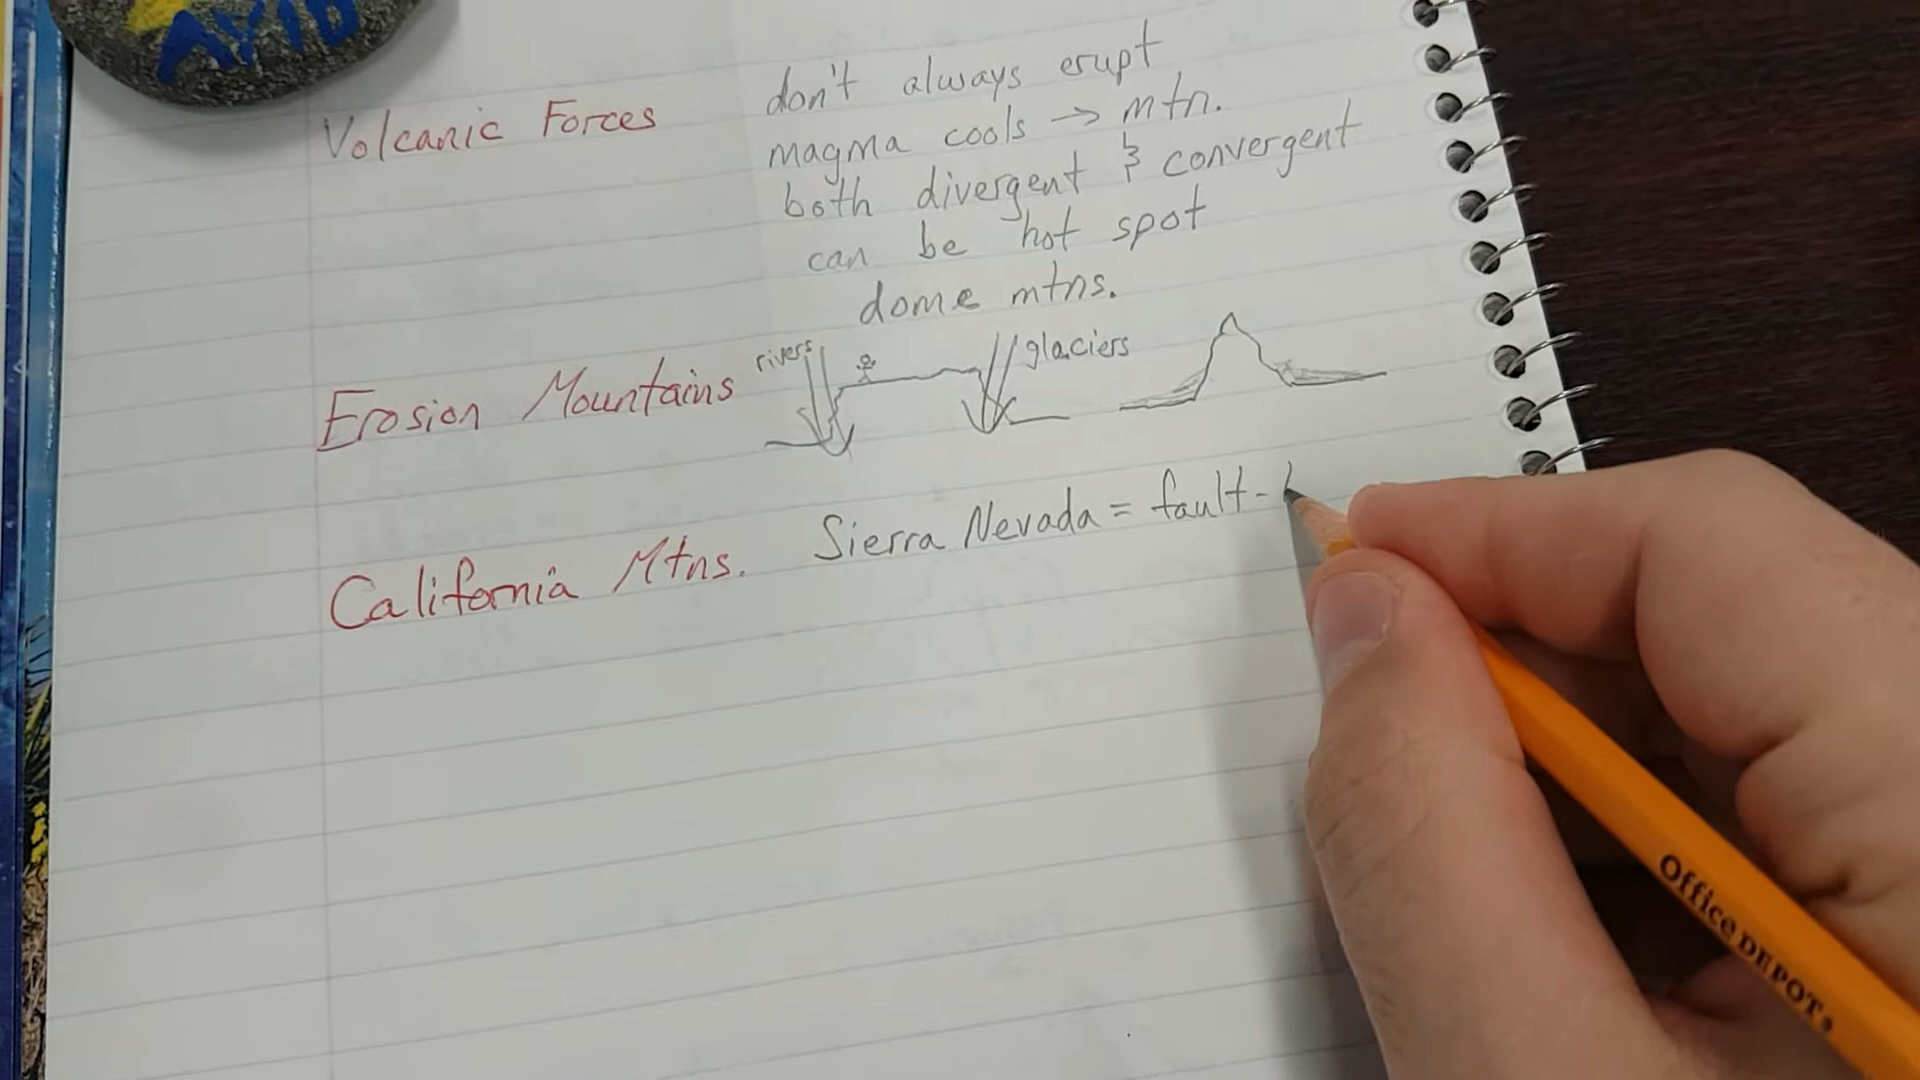 AVID
Volcanic Forces
don't always erupt
magma cools → mtn.
both divergent & convergent
can be hot spot
dome mtns.
Erosion Mountains
rivers
glaciers
California Mtns.
Sierra Nevada = fault-
Office DEPOT